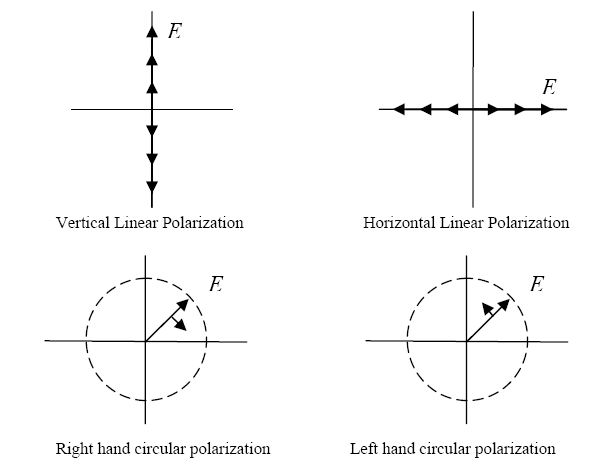 E
E
Vertical Linear Polarization
Horizontal Linear Polarization
E
E
Right hand circular polarization
Left hand circular polarization